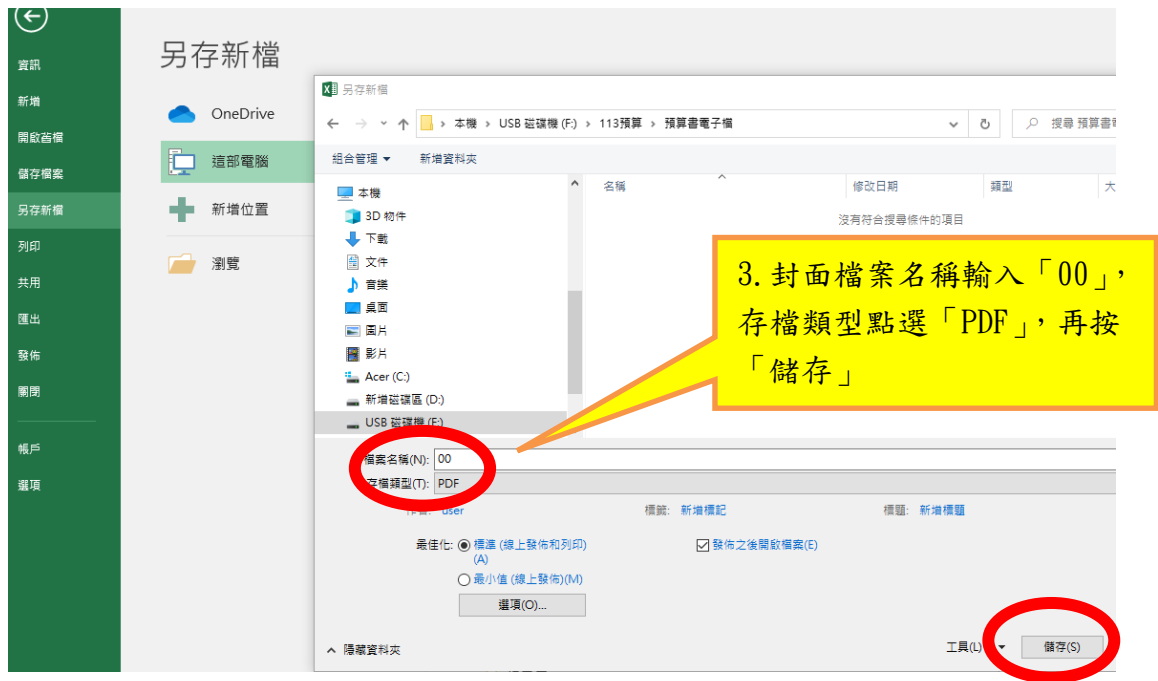 另存新檔
資訊
新增
開啟舊檔
儲存檔案
另存新檔
列印
共用
匯出
發佈
關閉
帳戶
選項
OneDrive
這部電腦
新增位置
瀏覽
另存新檔
本機 › USB 磁碟機 (F:) › 113預算 › 預算書電子檔
搜尋 預算書
組合管理 新增資料夾
名稱 修改日期 類型 大
沒有符合搜尋條件的項目
本機
3D 物件
下載
文件
音樂
桌面
圖片
影片
Acer (C:)
新增磁碟區 (D:)
USB 磁碟機 (F:)
3.封面檔案名稱輸入「00」,
存檔類型點選「PDF」,再按
「儲存」
檔案名稱(N): 00
存檔類型(T): PDF
user 標籤: 新增標記 標題: 新增標題
最佳化: 標準 (線上發佈和列印)
(A)
發佈之後開啟檔案(E)
最小值 (線上發佈)(M)
選項(O)...
隱藏資料夾
工具(L) 儲存(S)